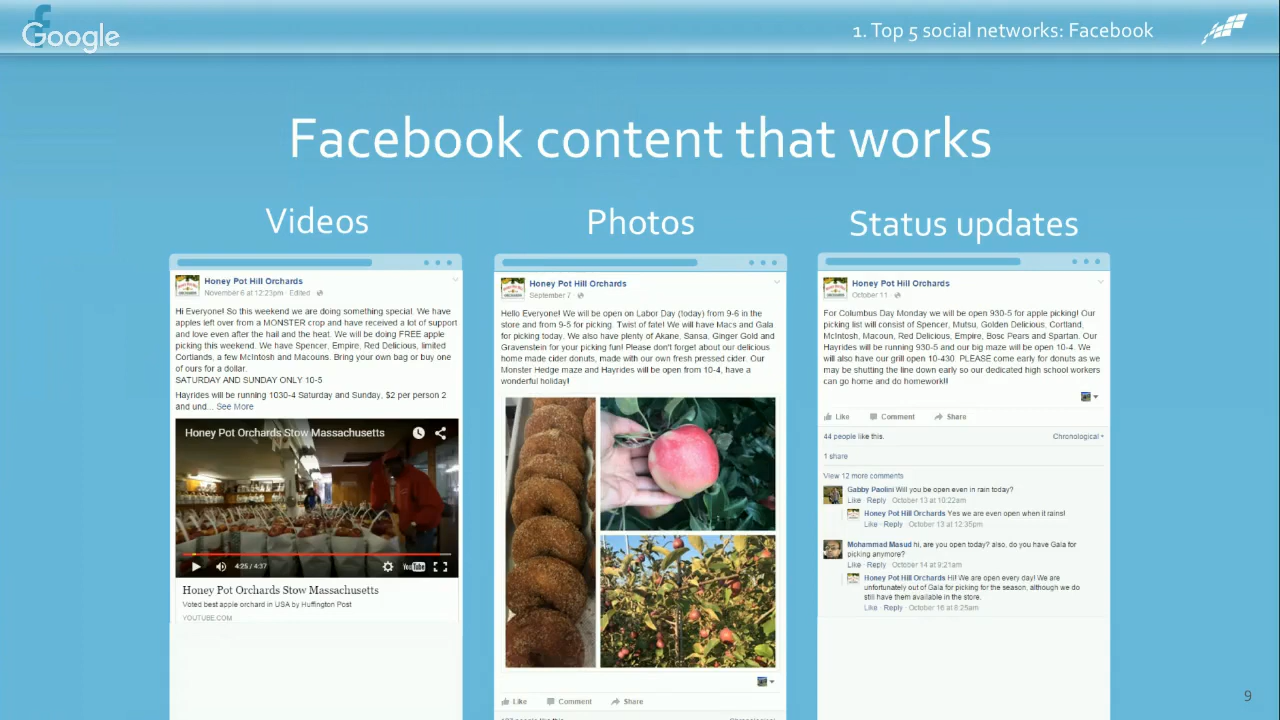 Google
1. Top 5 social networks: Facebook
Facebook content that works
Videos
Honey Pot Hill Orchards
November 6 at 12:23pm Edited
Hi Everyone! So this weekend we are doing something special. We have
apples left over from a MONSTER crop and have received a lot of support
and love even after the hail and the heat. We will be doing FREE apple
picking this weekend. We have Spencer, Empire, Red Delicious, limited
Cortlands, a few McIntosh and Macouns. Bring your own bag or buy one
of ours for a dollar.
SATURDAY AND SUNDAY ONLY 10-5
Hayrides will be running 1030-4 Saturday and Sunday, $2 per person 2
and und... See More
Honey Pot Orchards Stow Massachusetts
4:25 / 4:37
YouTube
Honey Pot Orchards Stow Massachusetts
Voted best apple orchard in USA by Huffington Post
YOUTUBE.COM
Photos
Honey Pot Hill Orchards
September 7
Hello Everyone! We will be open on Labor Day (today) from 9-6 in the
store and from 9-5 for picking. Twist of fate! We will have Macs and Gala
for picking today. We also have plenty of Akane, Sansa, Ginger Gold and
Gravenstein for your picking fun! Please don't forget about our delicious
home made cider donuts, made with our own fresh pressed cider. Our
Monster Hedge maze and Hayrides will be open from 10-4, have a
wonderful holiday!
Like Comment Share
Status updates
Honey Pot Hill Orchards
October 11
For Columbus Day Monday we will be open 930-5 for apple picking! Our
picking list will consist of Spencer, Mutsu, Golden Delicious, Cortland,
McIntosh, Macoun, Red Delicious, Empire, Bosc Pears and Spartan. Our
Hayrides will be running 930-5 and our big maze will be open 10-4. We
will also have our grill open 10-430. PLEASE come early for donuts as we
may be shutting the line down early so our dedicated high school workers
can go home and do homework!!
Like Comment Share
44 people like this. Chronological
1 share
View 12 more comments
Gabby Paolini Will you be open even in rain today?
Like · Reply · October 13 at 10:22am
Honey Pot Hill Orchards Yes we are even open when it rains!
Like · Reply · October 13 at 12:35pm
Mohammad Masud hi, are you open today? also, do you have Gala for
picking anymore?
Like · Reply · October 14 at 9:21am
Honey Pot Hill Orchards Hi! We are open every day! We are
unfortunately out of Gala for picking for the season, although we do
still have them available in the store.
Like · Reply · October 16 at 8:25am
9